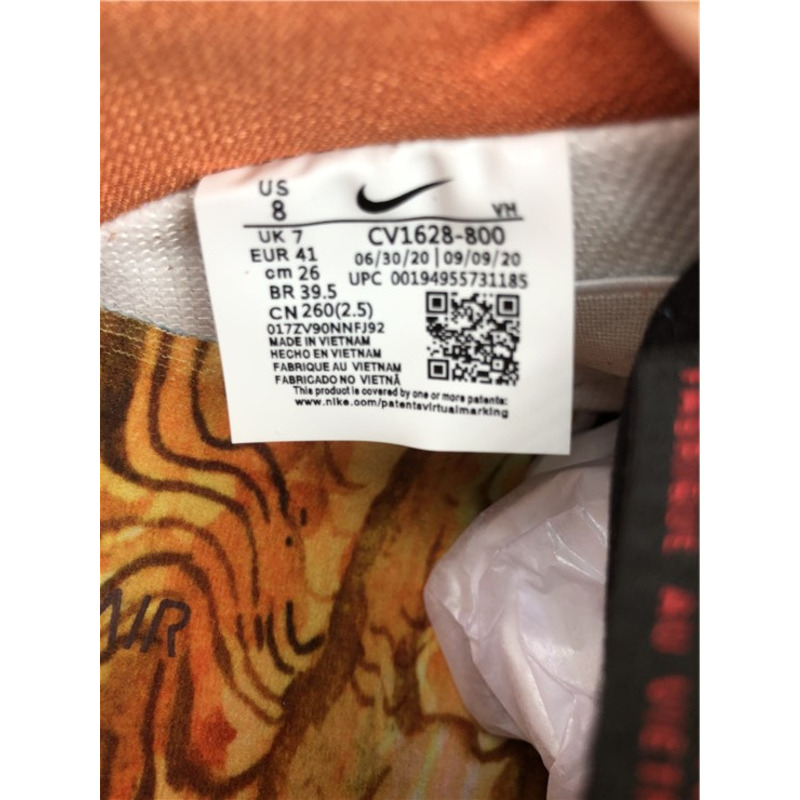 US
8
VH
UK 7
CV1628-800
EUR 41
06/30/20 | 09/09/20
cm 26
UPC 00194955731185
BR 39.5
CN 260(2.5)
017ZV90NNFJ92
MADE IN VIETNAM
HECHO EN VIETNAM
FABRIQUE AU VIETNAM
FABRICADO NO VIETNÃ
This product is covered by one or more patents:
www.nike.com/patentsvirtualmarking
AIR